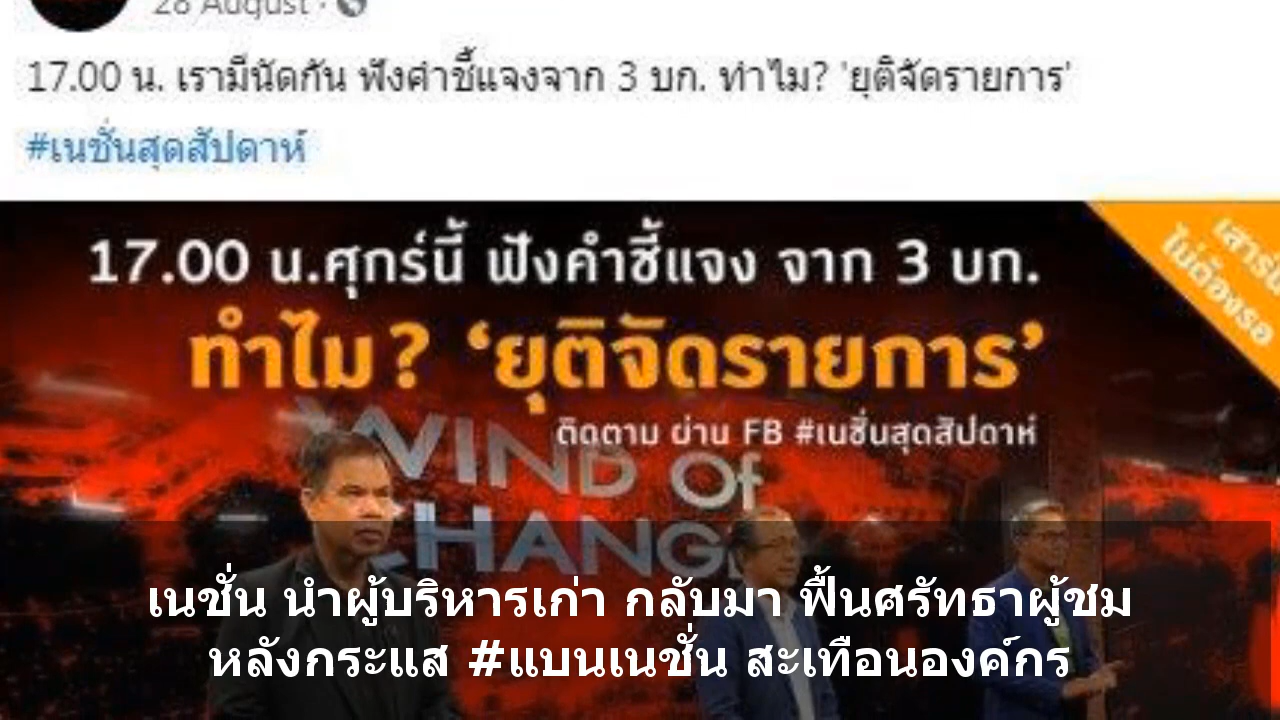 28 August ·
17.00 น. เรามีนัดกัน ฟังคำชี้แจงจาก 3 บก. ทำไม? 'ยุติจัดรายการ'
#เนชั่นสุดสัปดาห์
17.00 น.ศุกร์นี้ ฟังคำชี้แจง จาก 3 บก.
ทำไม? ‘ยุติจัดรายการ’
ติดตาม ผ่าน FB #เนชั่นสุดสัปดาห์
ไม่ต้องรอ
WIND Of
CHANG
เนชั่น นำผู้บริหารเก่า กลับมา ฟื้นศรัทธาผู้ชม
หลังกระแส #แบนเนชั่น สะเทือนองค์กร